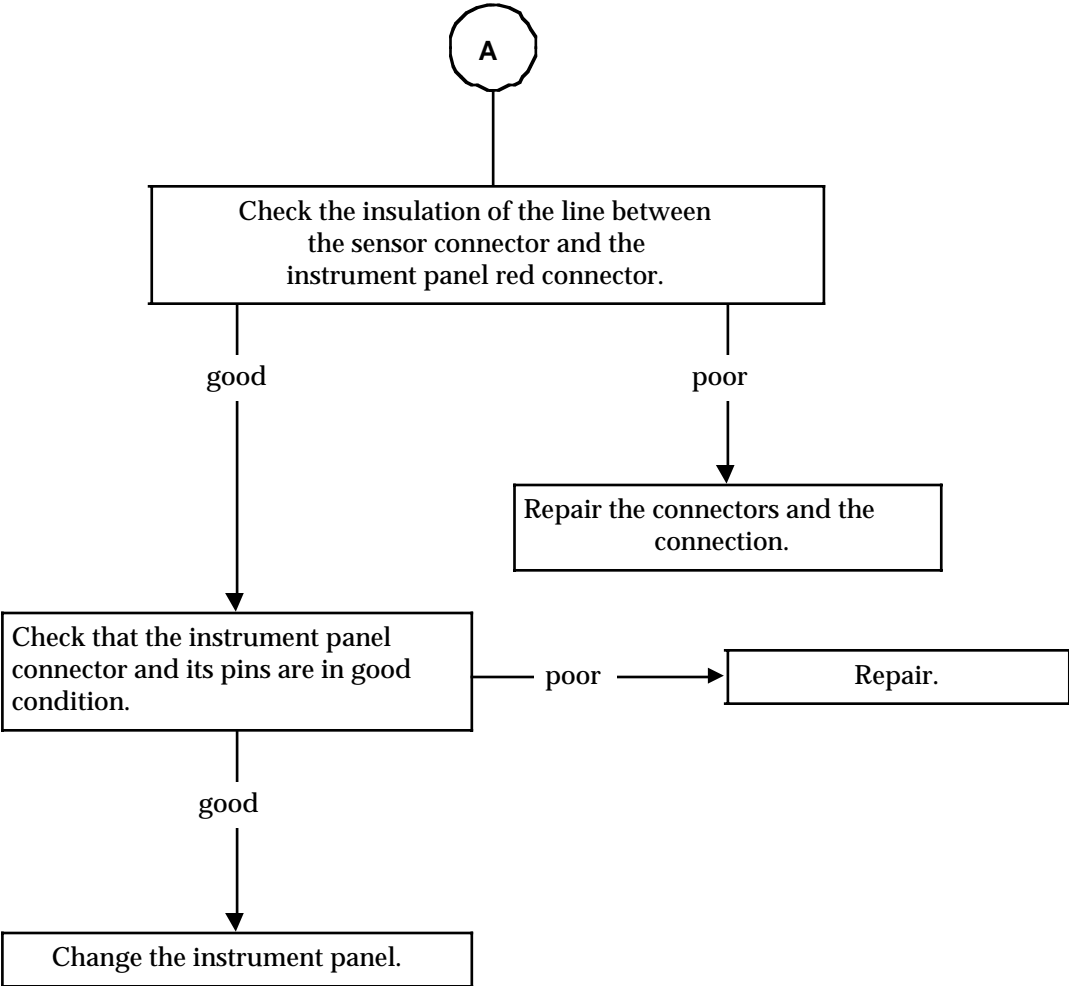 A
Check the insulation of the line between
the sensor connector and the
instrument panel red connector.
good
poor
Repair the connectors and the
connection.
Check that the instrument panel
connector and its pins are in good
condition.
poor
Repair.
good
Change the instrument panel.